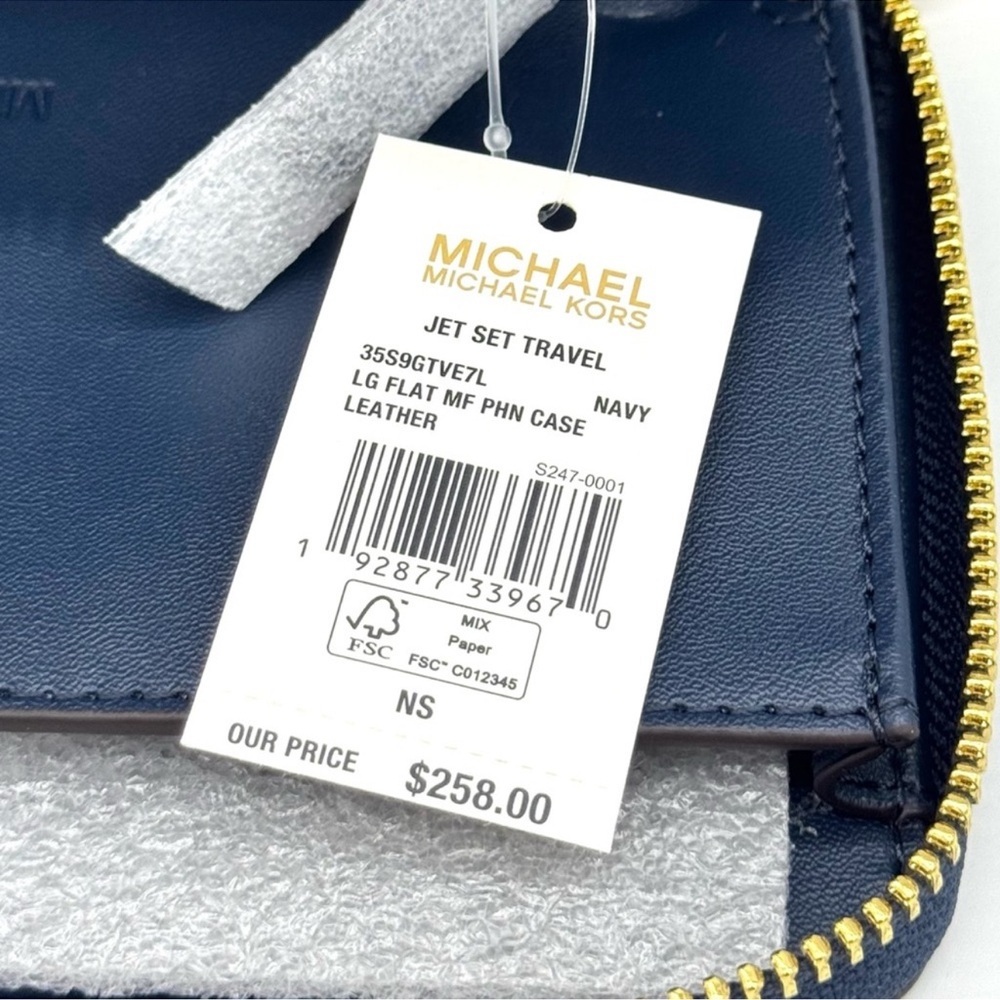 MICHAEL
MICHAEL KORS
JET SET TRAVEL
35S9GTVE7L
NAVY
LG FLAT MF PHN CASE
LEATHER
S247-0001
1 92877 33967 0
FSC™
MIX
Paper
FSC™ C012345
NS
OUR PRICE $258.00